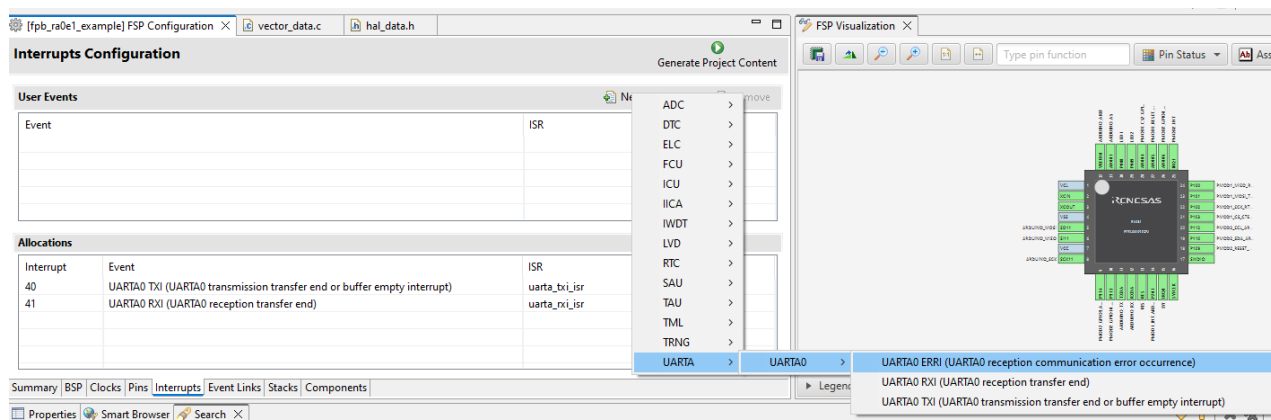 [fpb_ra0e1_example] FSP Configuration
vector_data.c
hal_data.h
FSP Visualization
Interrupts Configuration
Generate Project Content
Type pin function
Pin Status
Ab Ass
User Events
Ne
move
Event
ISR
ADC
DTC
ELC
FCU
ICU
IICA
IWDT
LVD
RTC
SAU
TAU
TML
TRNG
UARTA
UARTA0
UARTA0 ERRI (UARTA0 reception communication error occurrence)
UARTA0 RXI (UARTA0 reception transfer end)
UARTA0 TXI (UARTA0 transmission transfer end or buffer empty interrupt)
Allocations
Interrupt Event ISR
40 UARTA0 TXI (UARTA0 transmission transfer end or buffer empty interrupt) uarta_txi_isr
41 UARTA0 RXI (UARTA0 reception transfer end) uarta_rxi_isr
RENESAS
Summary BSP Clocks Pins Interrupts Event Links Stacks Components
Legend
Properties Smart Browser Search